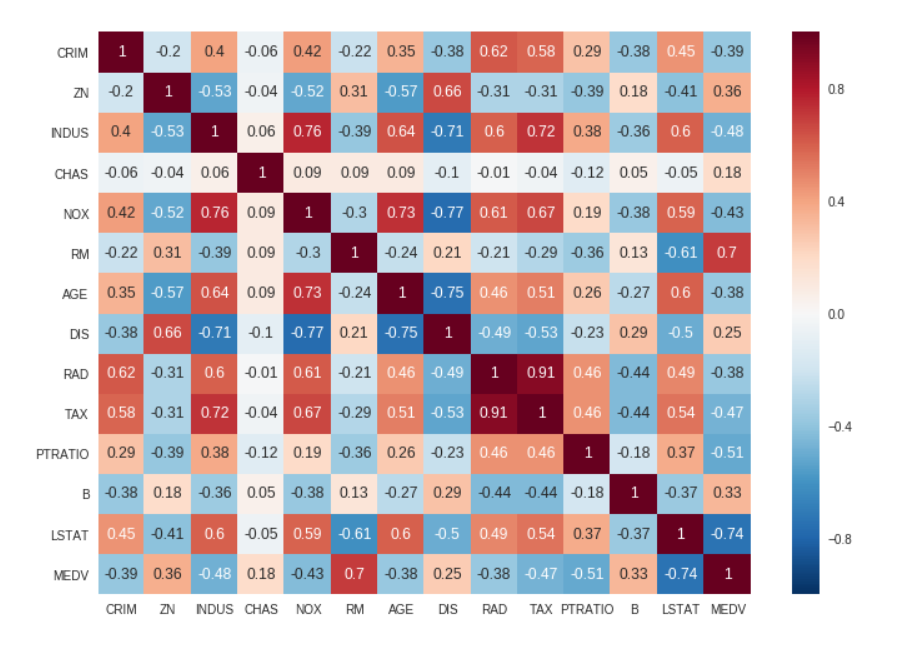 CRIM 1 -0.2 0.4 -0.06 0.42 -0.22 0.35 -0.38 0.62 0.58 0.29 -0.38 0.45 -0.39
ZN -0.2 1 -0.53 -0.04 -0.52 0.31 -0.57 0.66 -0.31 -0.31 -0.39 0.18 -0.41 0.36
INDUS 0.4 -0.53 1 0.06 0.76 -0.39 0.64 -0.71 0.6 0.72 0.38 -0.36 0.6 -0.48
CHAS -0.06 -0.04 0.06 1 0.09 0.09 0.09 -0.1 -0.01 -0.04 -0.12 0.05 -0.05 0.18
NOX 0.42 -0.52 0.76 0.09 1 -0.3 0.73 -0.77 0.61 0.67 0.19 -0.38 0.59 -0.43
RM -0.22 0.31 -0.39 0.09 -0.3 1 -0.24 0.21 -0.21 -0.29 -0.36 0.13 -0.61 0.7
AGE 0.35 -0.57 0.64 0.09 0.73 -0.24 1 -0.75 0.46 0.51 0.26 -0.27 0.6 -0.38
DIS -0.38 0.66 -0.71 -0.1 -0.77 0.21 -0.75 1 -0.49 -0.53 -0.23 0.29 -0.5 0.25
RAD 0.62 -0.31 0.6 -0.01 0.61 -0.21 0.46 -0.49 1 0.91 0.46 -0.44 0.49 -0.38
TAX 0.58 -0.31 0.72 -0.04 0.67 -0.29 0.51 -0.53 0.91 1 0.46 -0.44 0.54 -0.47
PTRATIO 0.29 -0.39 0.38 -0.12 0.19 -0.36 0.26 -0.23 0.46 0.46 1 -0.18 0.37 -0.51
B -0.38 0.18 -0.36 0.05 -0.38 0.13 -0.27 0.29 -0.44 -0.44 -0.18 1 -0.37 0.33
LSTAT 0.45 -0.41 0.6 -0.05 0.59 -0.61 0.6 -0.5 0.49 0.54 0.37 -0.37 1 -0.74
MEDV -0.39 0.36 -0.48 0.18 -0.43 0.7 -0.38 0.25 -0.38 -0.47 -0.51 0.33 -0.74 1
CRIM ZN INDUS CHAS NOX RM AGE DIS RAD TAX PTRATIO B LSTAT MEDV
0.8
0.4
0.0
-0.4
-0.8